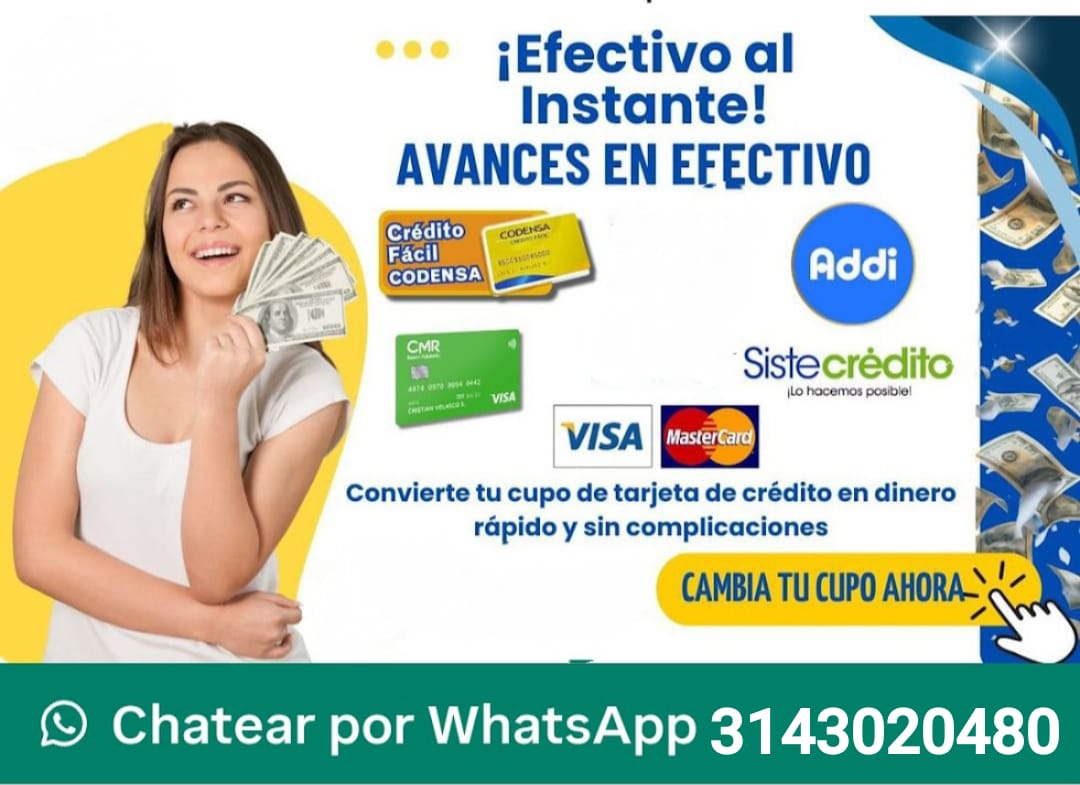 ¡Efectivo al
Instante!
AVANCES EN EFECTIVO
Crédito
Fácil
CODENSA
CODENSA
Addi
CMR
VISA
Sistecrédito
¡Lo hacemos posible!
VISA
MasterCard
Convierte tu cupo de tarjeta de crédito en dinero
rápido y sin complicaciones
CAMBIA TU CUPO AHORA
Chatear por WhatsApp 3143020480